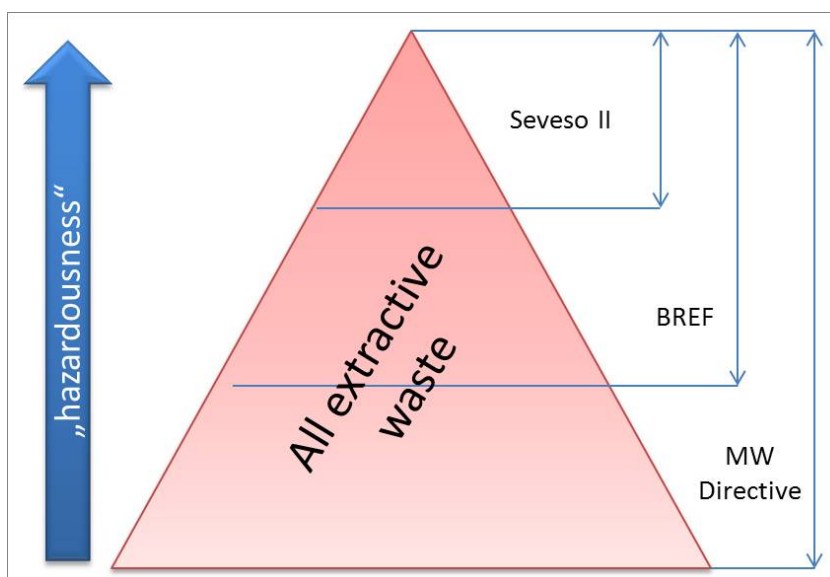 „hazardousness“
Seveso II
All extractive
waste
BREF
MW
Directive